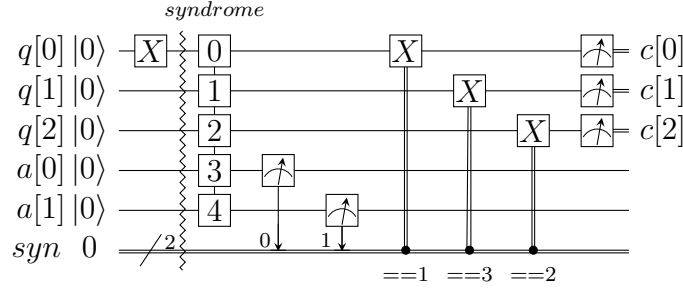 syndrome
q[0] |0⟩ X 0 X c[0]
q[1] |0⟩ 1 X c[1]
q[2] |0⟩ 2 X c[2]
a[0] |0⟩ 3
a[1] |0⟩ 4
syn 0 2 0 1
==1 ==3 ==2